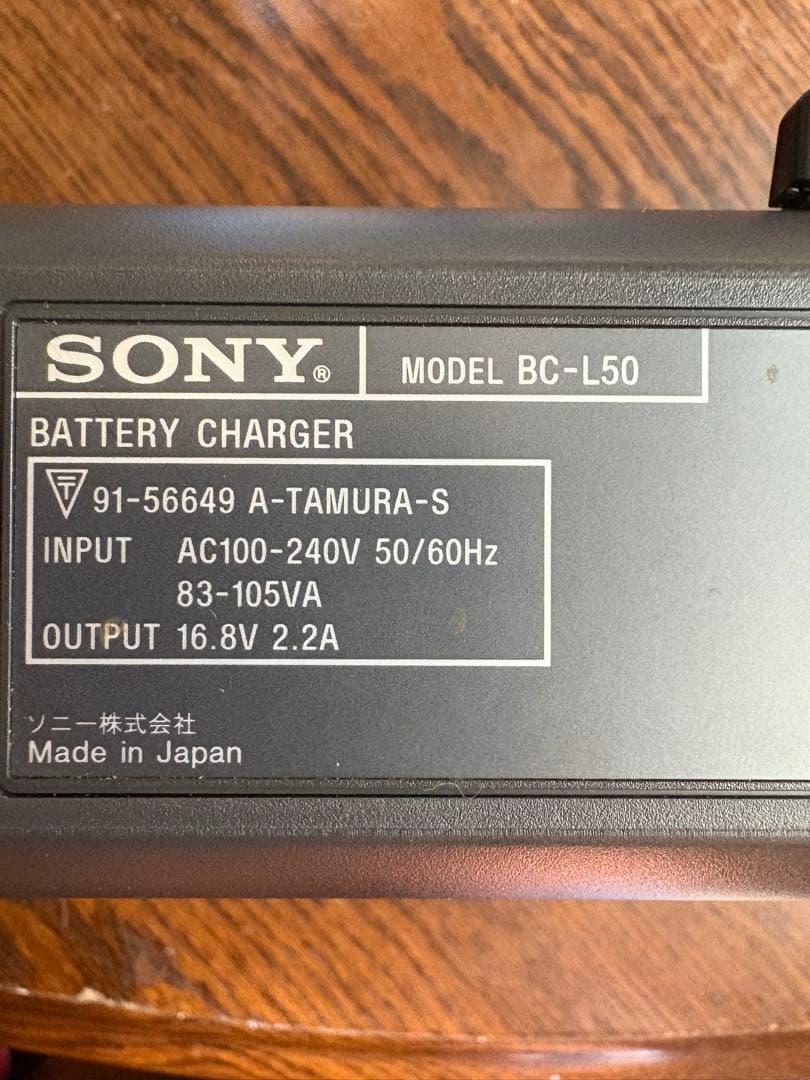 SONY®
MODEL BC-L50
BATTERY CHARGER
91-56649 A-TAMURA-S
INPUT AC100-240V 50/60Hz
83-105VA
OUTPUT 16.8V 2.2A
ソニー株式会社
Made in Japan